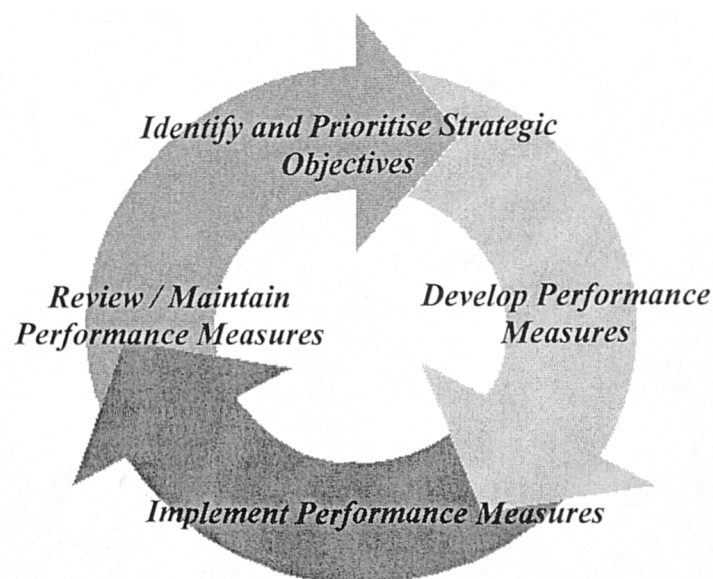 Identify and Prioritise Strategic
Objectives
Review / Maintain
Performance Measures
Develop Performance
Measures
Implement Performance Measures